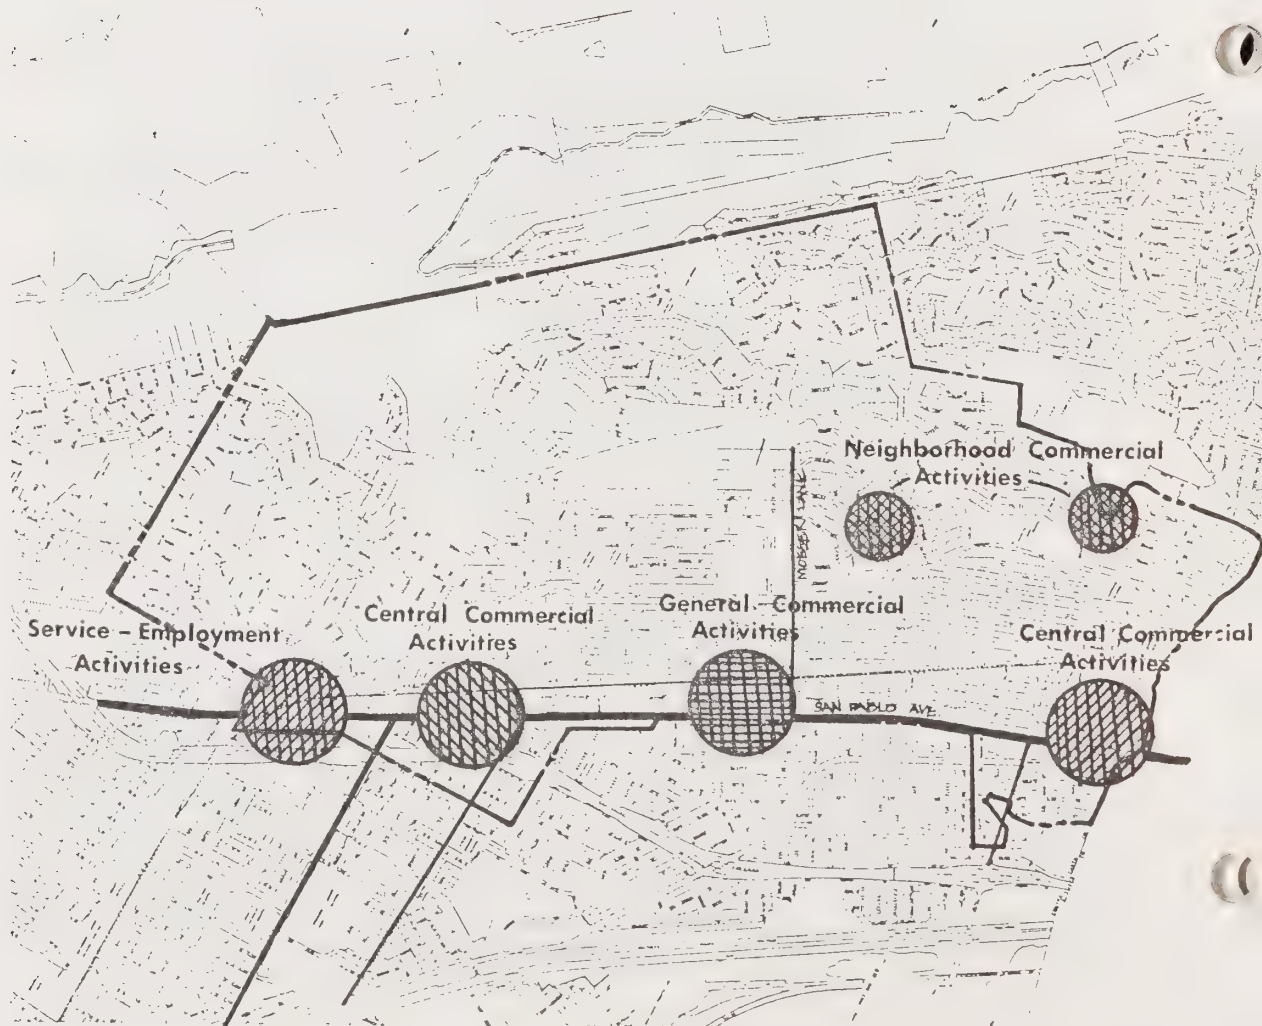 Neighborhood Commercial
Activities
MOESER LANE
Central Commercial
Activities
General Commercial
Activities
Service - Employment
Activities
Central Commercial
Activities
SAN PABLO AVE